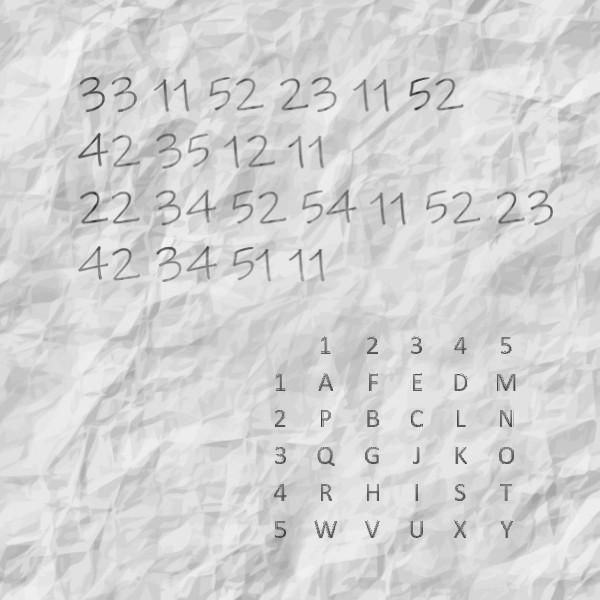 33 11 52 23 11 52
42 35 12 11
22 34 52 54 11 52 23
42 34 51 11
1 2 3 4 5
1 A F E D M
2 P B C L N
3 Q G J K O
4 R H I S T
5 W V U X Y